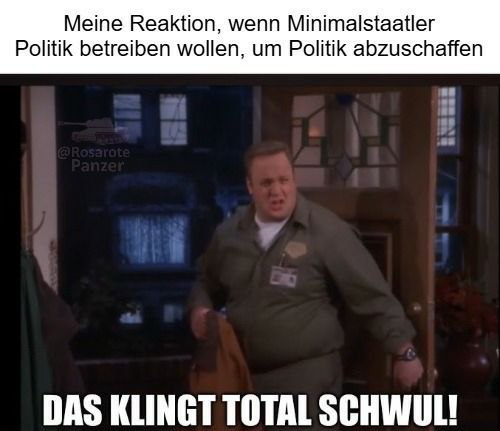 Meine Reaktion, wenn Minimalstaatler
Politik betreiben wollen, um Politik abzuschaffen
@Rosarote
Panzer
DAS KLINGT TOTAL SCHWUL!